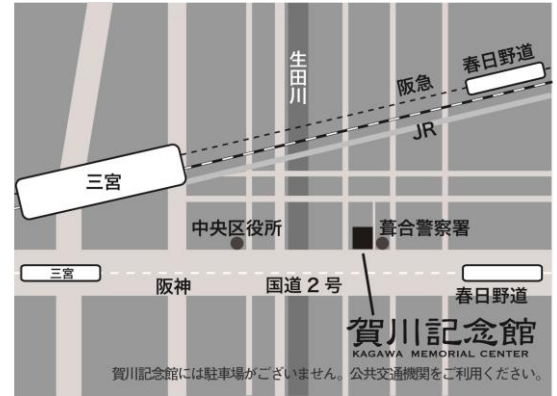 生田川
春日野道
阪急
JR
三宮
中央区役所
葺合警察署
三宮
阪神
国道2号
春日野道
賀川記念館
KAGAWA MEMORIAL CENTER
賀川記念館には駐車場がございません。公共交通機関をご利用ください。